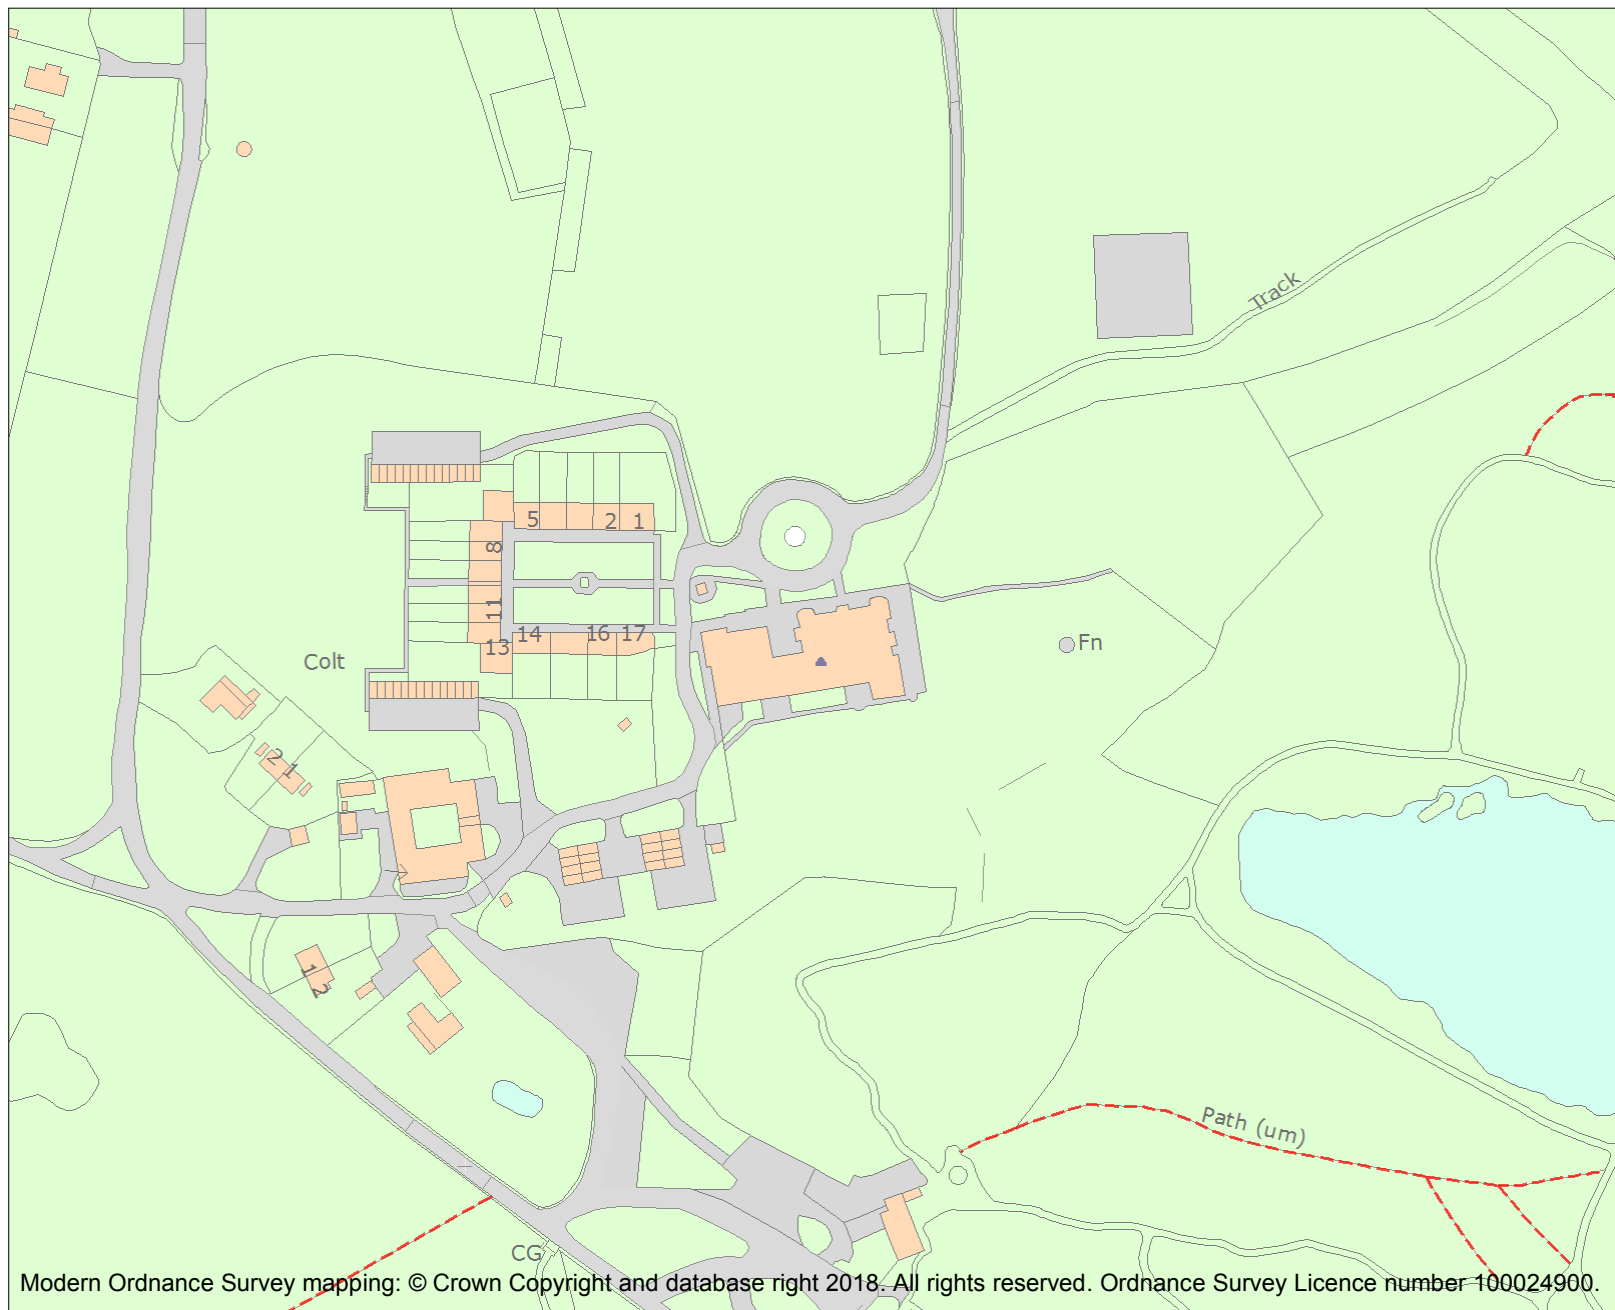 Track
5 2 1
8
11
14 16 17
13
Fn
Colt
2 1
1
2
Path (um)
CG
Modern Ordnance Survey mapping: © Crown Copyright and database right 2018. All rights reserved. Ordnance Survey Licence number 100024900.